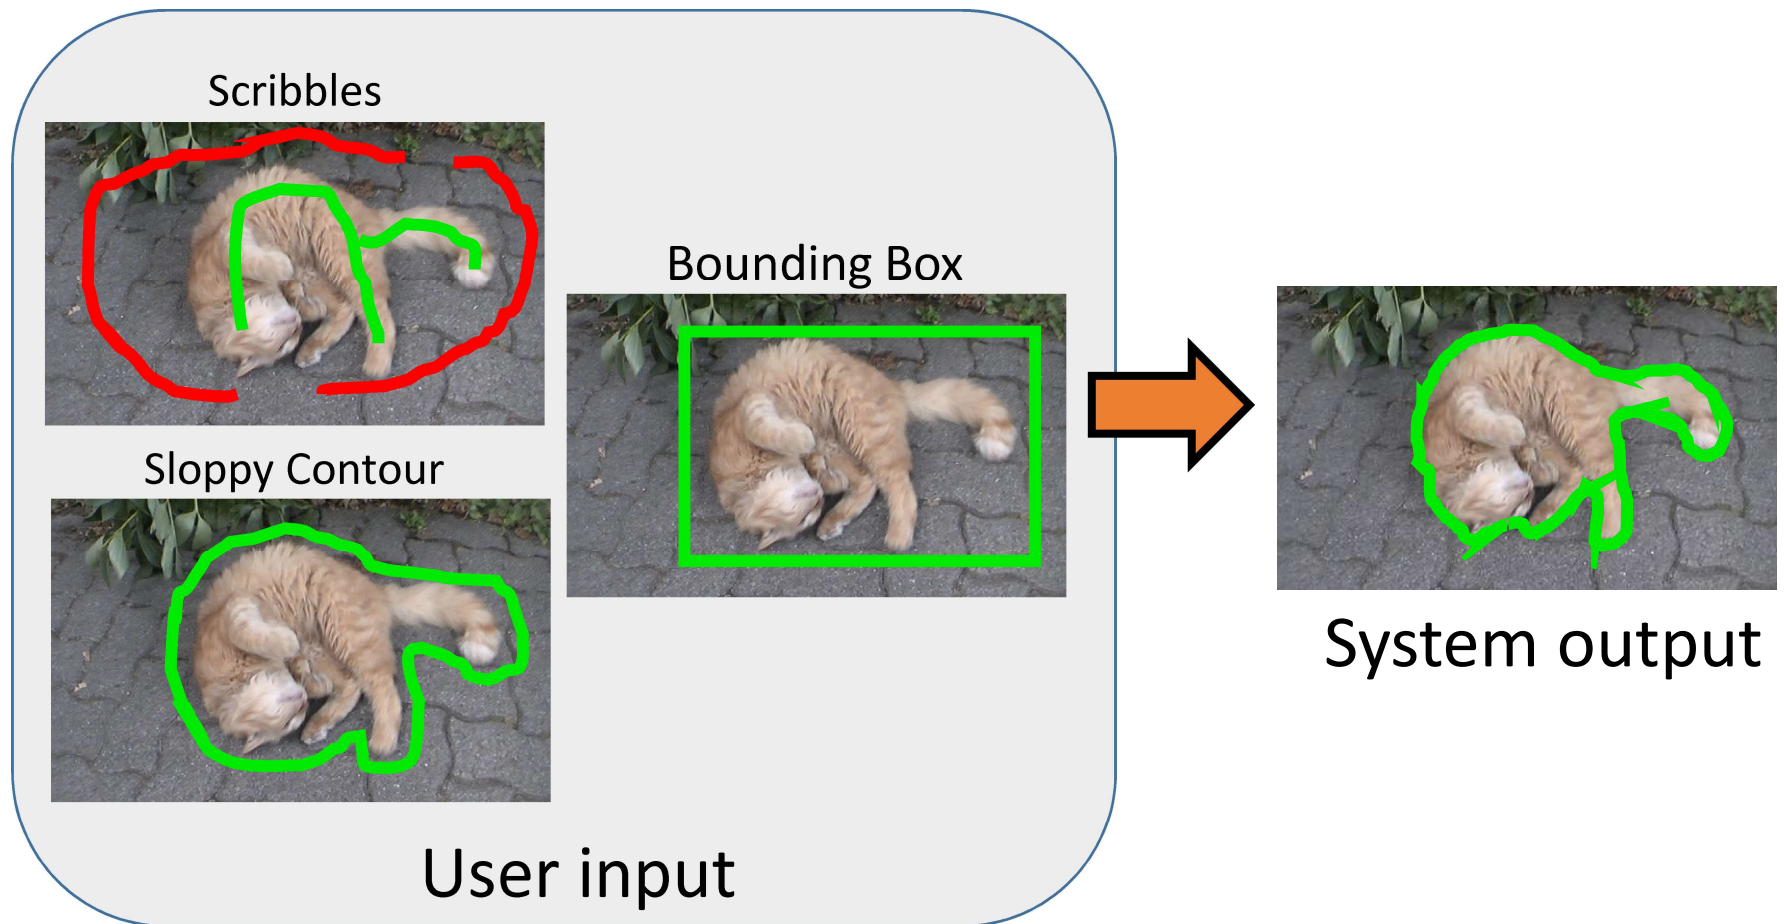 Scribbles
Bounding Box
Sloppy Contour
User input
System output